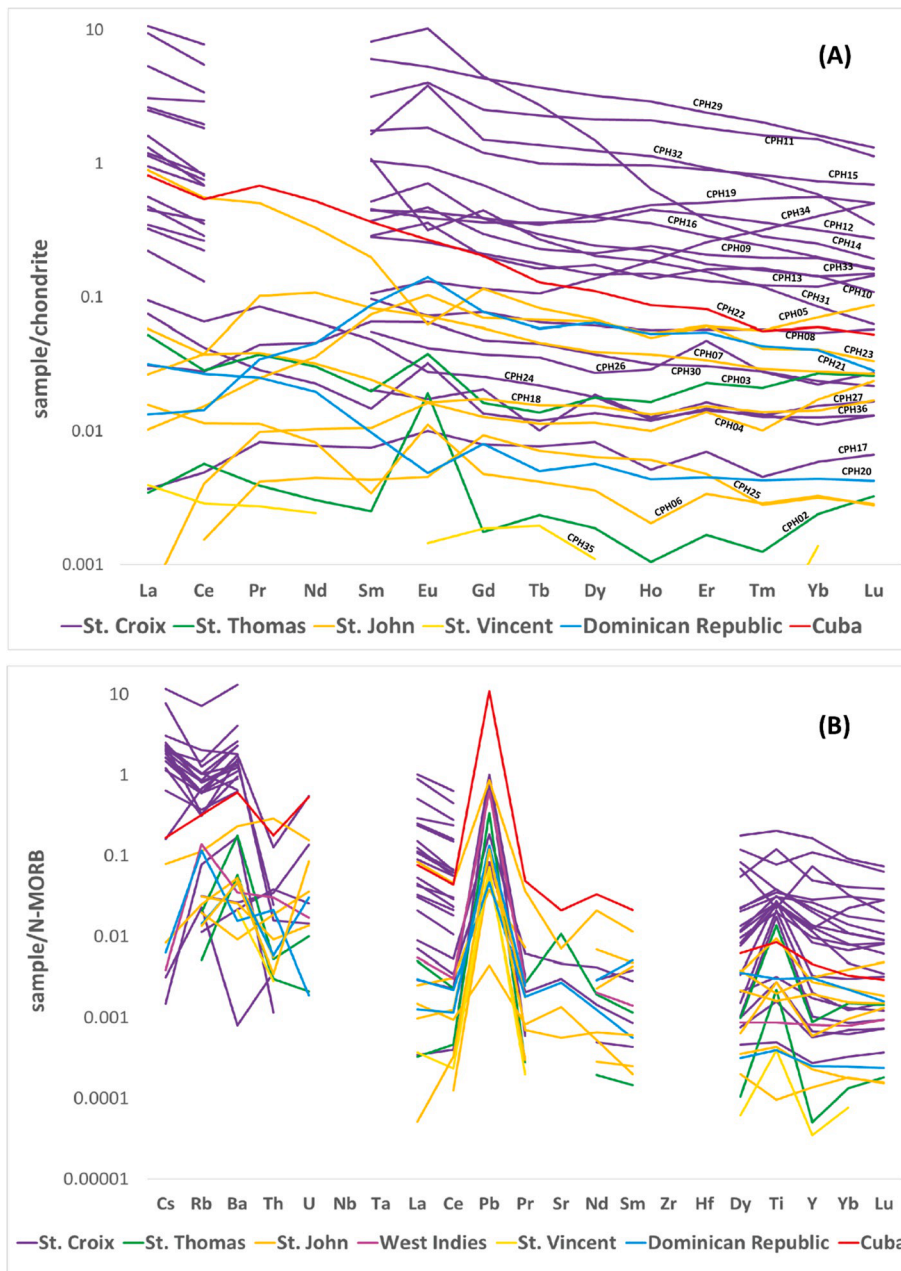 (A)
10
1
0.1
0.01
0.001
sample/chondrite
CPH29
CPH11
CPH32
CPH15
CPH19
CPH34
CPH16
CPH12
CPH14
CPH09
CPH33
CPH13
CPH10
CPH31
CPH22
CPH05
CPH08
CPH23
CPH07
CPH21
CPH26
CPH30
CPH24
CPH03
CPH18
CPH27
CPH36
CPH04
CPH17
CPH20
CPH25
CPH06
CPH02
CPH35
La Ce Pr Nd Sm Eu Gd Tb Dy Ho Er Tm Yb Lu
St. Croix St. Thomas St. John St. Vincent Dominican Republic Cuba
(B)
10
1
0.1
0.01
0.001
0.0001
0.00001
sample/N-MORB
Cs Rb Ba Th U Nb Ta La Ce Pb Pr Sr Nd Sm Zr Hf Dy Ti Y Yb Lu
St. Croix St. Thomas St. John West Indies St. Vincent Dominican Republic Cuba